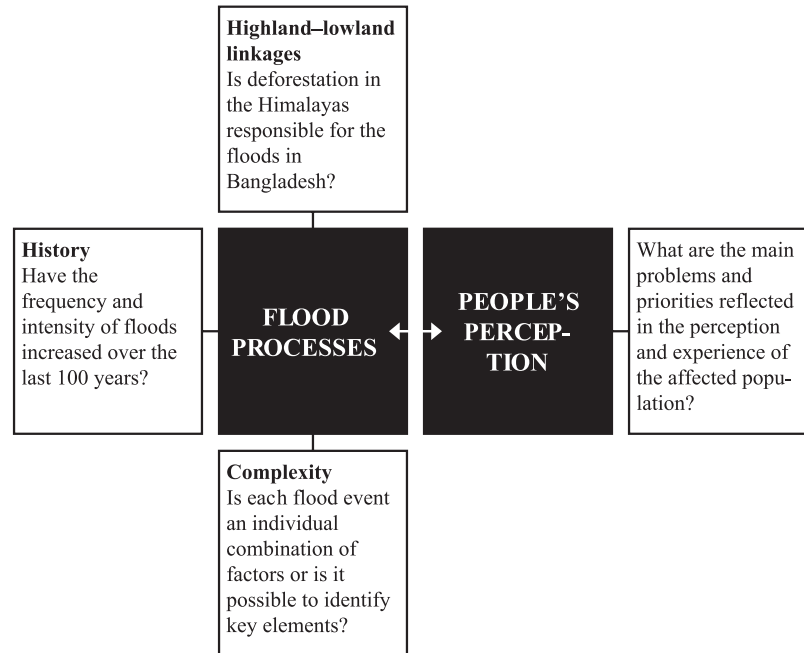 Highland–lowland
linkages
Is deforestation in
the Himalayas
responsible for the
floods in
Bangladesh?
History
Have the
frequency and
intensity of floods
increased over the
last 100 years?
FLOOD
PROCESSES
PEOPLE'S
PERCEP-
TION
What are the main
problems and
priorities reflected
in the perception
and experience of
the affected popu-
lation?
Complexity
Is each flood event
an individual
combination of
factors or is it
possible to identify
key elements?